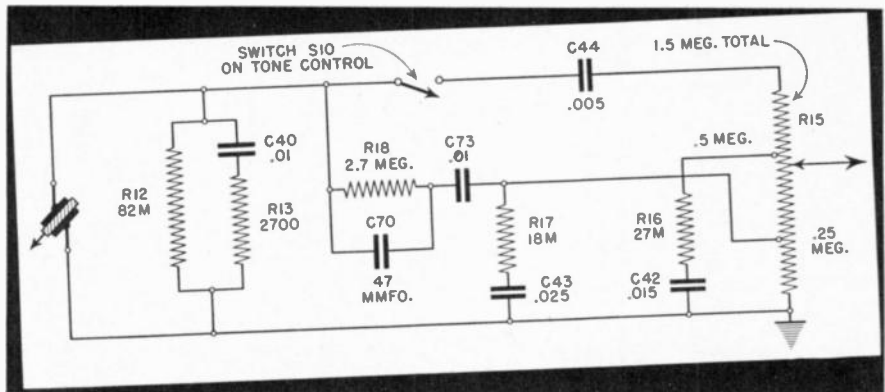 SWITCH S10
ON TONE CONTROL
C44
.005
1.5 MEG. TOTAL
R15
C40
.01
R12
82M
R13
2700
R18
2.7 MEG.
C73
.01
C70
47
MMFO.
R17
18M
C43
.025
.5 MEG.
R16
27M
C42
.015
.25
MEG.